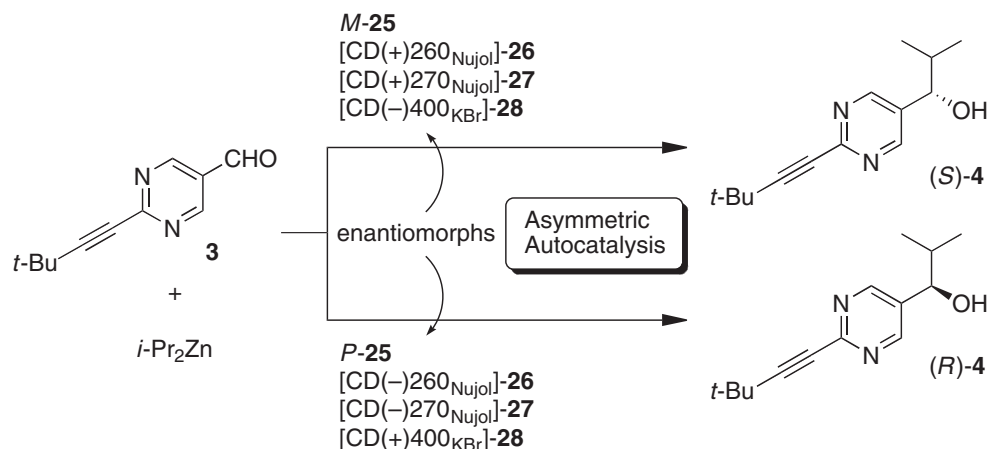 M-25
[CD(+)260Nujol]-26
[CD(+)270Nujol]-27
[CD(–)400KBr]-28
N
N
CHO
t-Bu
3
+
i-Pr2Zn
enantiomorphs
Asymmetric
Autocatalysis
P-25
[CD(–)260Nujol]-26
[CD(–)270Nujol]-27
[CD(+)400KBr]-28
N
N
OH
t-Bu
(S)-4
N
N
OH
t-Bu
(R)-4